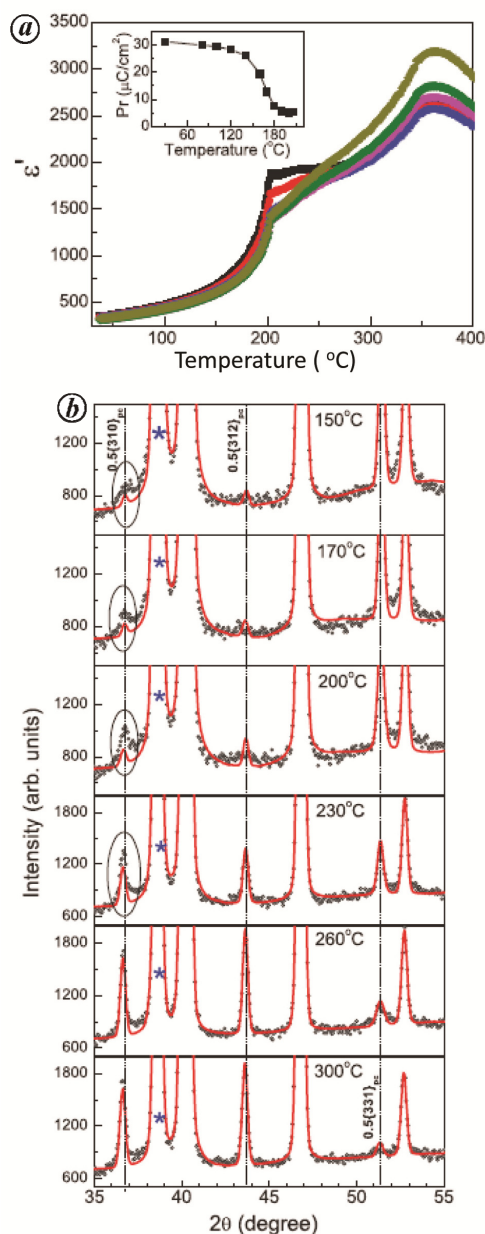 a
3500
3000
2500
2000
1500
1000
500
ε'
40
30
20
10
0
Pr (μC/cm²)
60 120 180
Temperature (°C)
100 200 300 400
Temperature ( °C)
b
0.5{310}pc
0.5{312}pc
150°C
1200
800
*
170°C
1200
800
*
200°C
1200
800
*
Intensity (arb. units)
230°C
1800
1200
600
*
260°C
1800
1200
600
*
300°C
0.5{331}pc
1800
1200
600
*
35 40 45 50 55
2θ (degree)